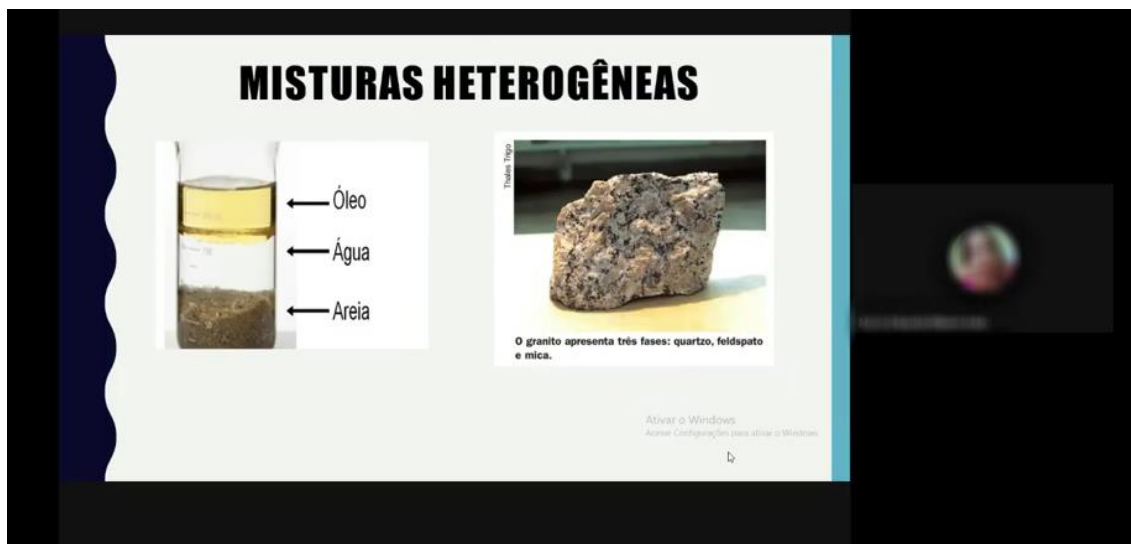 MISTURAS HETEROGÊNEAS
Óleo
Água
Areia
Thales Trigo
O granito apresenta três fases: quartzo, feldspato
e mica.
Ativar o Windows
Acesse Configurações para ativar o Windows.